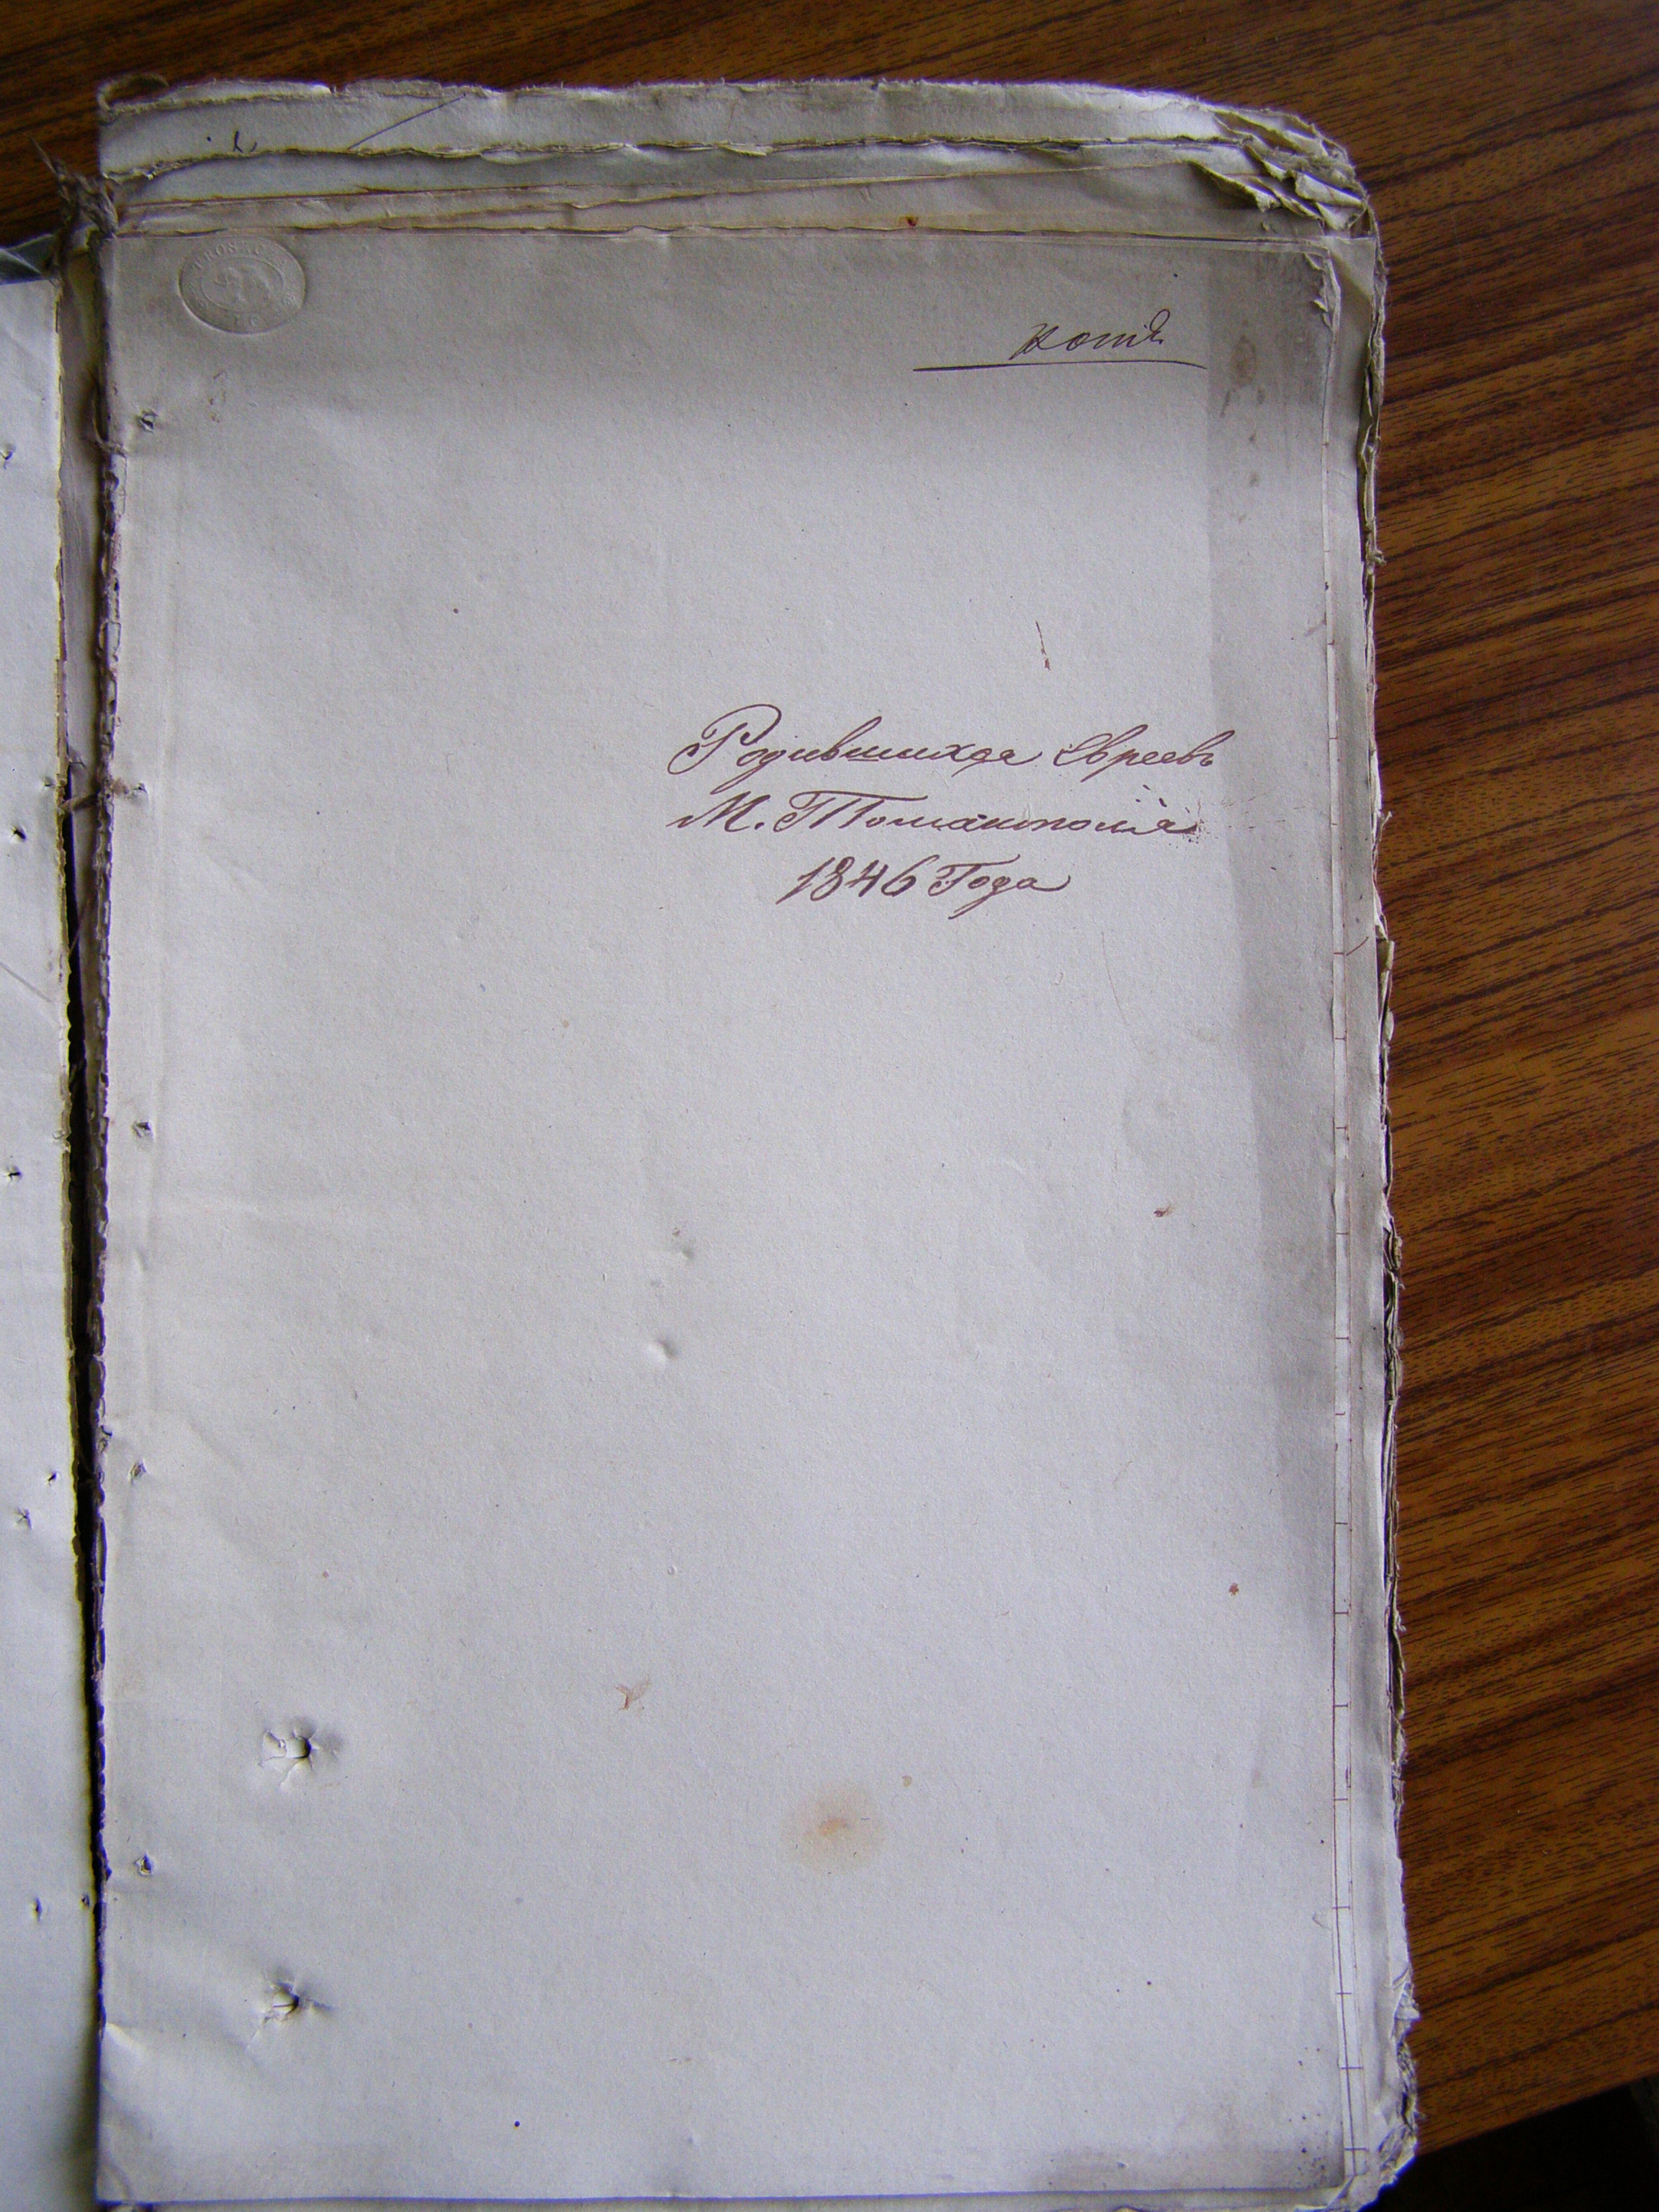 Копія
Родившихся Евреевъ
М. Томашполя
1846 Года